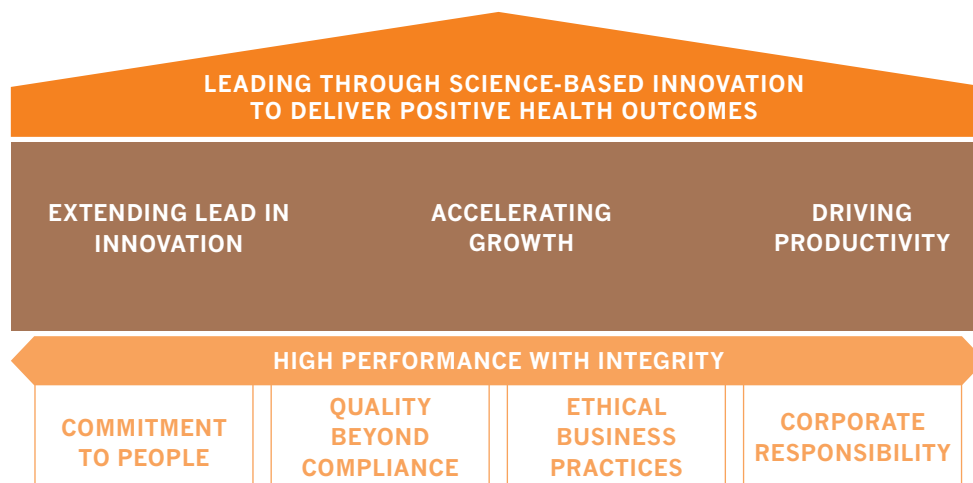 LEADING THROUGH SCIENCE-BASED INNOVATION
TO DELIVER POSITIVE HEALTH OUTCOMES
EXTENDING LEAD IN
INNOVATION
ACCELERATING
GROWTH
DRIVING
PRODUCTIVITY
HIGH PERFORMANCE WITH INTEGRITY
COMMITMENT
TO PEOPLE
QUALITY
BEYOND
COMPLIANCE
ETHICAL
BUSINESS
PRACTICES
CORPORATE
RESPONSIBILITY